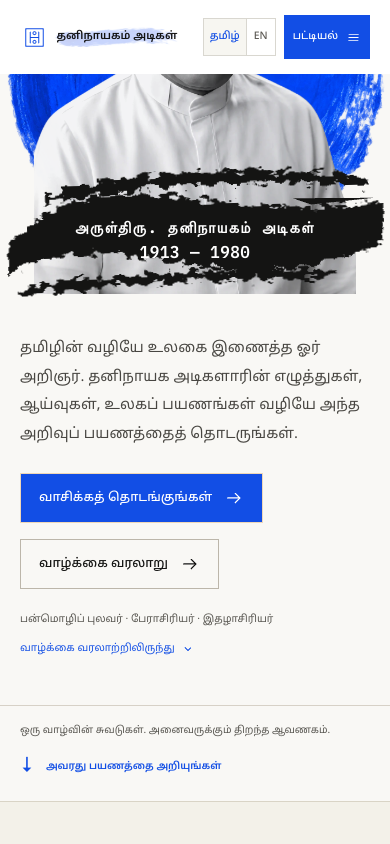 தனிநாயகம் அடிகள்
தமிழ்
EN
பட்டியல்
அருள்திரு. தனிநாயகம் அடிகள்
1913 — 1980
தமிழின் வழியே உலகை இணைத்த ஓர்
அறிஞர். தனிநாயக அடிகளாரின் எழுத்துகள்,
ஆய்வுகள், உலகப் பயணங்கள் வழியே அந்த
அறிவுப் பயணத்தைத் தொடருங்கள்.
வாசிக்கத் தொடங்குங்கள் →
வாழ்க்கை வரலாறு →
பன்மொழிப் புலவர் · பேராசிரியர் · இதழாசிரியர்
வாழ்க்கை வரலாற்றிலிருந்து
ஒரு வாழ்வின் சுவடுகள். அனைவருக்கும் திறந்த ஆவணகம்.
↓ அவரது பயணத்தை அறியுங்கள்